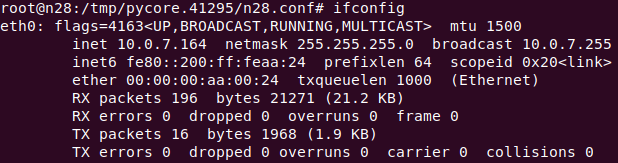 root@n28:/tmp/pycore.41295/n28.conf# ifconfig
eth0: flags=4163<UP,BROADCAST,RUNNING,MULTICAST>  mtu 1500
        inet 10.0.7.164  netmask 255.255.255.0  broadcast 10.0.7.255
        inet6 fe80::200:ff:feaa:24  prefixlen 64  scopeid 0x20<link>
        ether 00:00:00:aa:00:24  txqueuelen 1000  (Ethernet)
        RX packets 196  bytes 21271 (21.2 KB)
        RX errors 0  dropped 0  overruns 0  frame 0
        TX packets 16  bytes 1968 (1.9 KB)
        TX errors 0  dropped 0 overruns 0  carrier 0  collisions 0